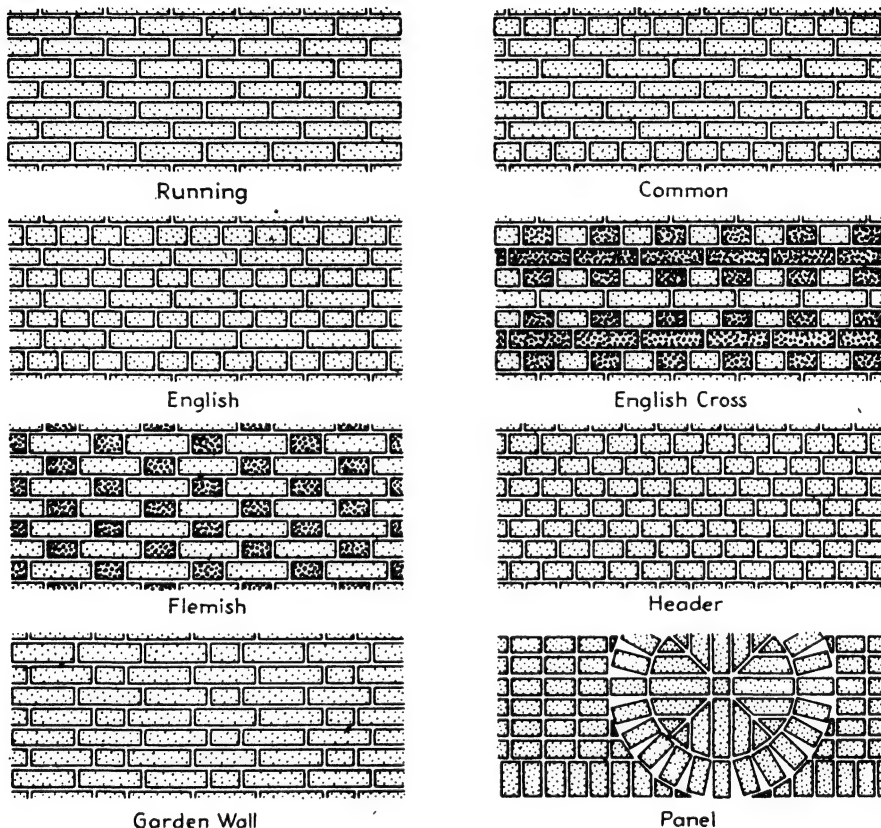 Running
Common
English
English Cross
Flemish
Header
Garden Wall
Panel